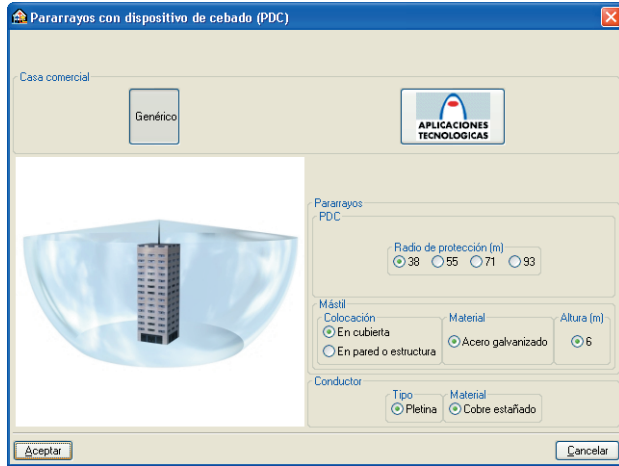 Pararrayos con dispositivo de cebado (PDC)
Casa comercial
Genérico
APLICACIONES
TECNOLOGICAS
Pararrayos
PDC
Radio de protección (m)
38 55 71 93
Mástil
Colocación
En cubierta
En pared o estructura
Material
Acero galvanizado
Altura (m)
6
Conductor
Tipo
Pletina
Material
Cobre estañado
Aceptar
Cancelar